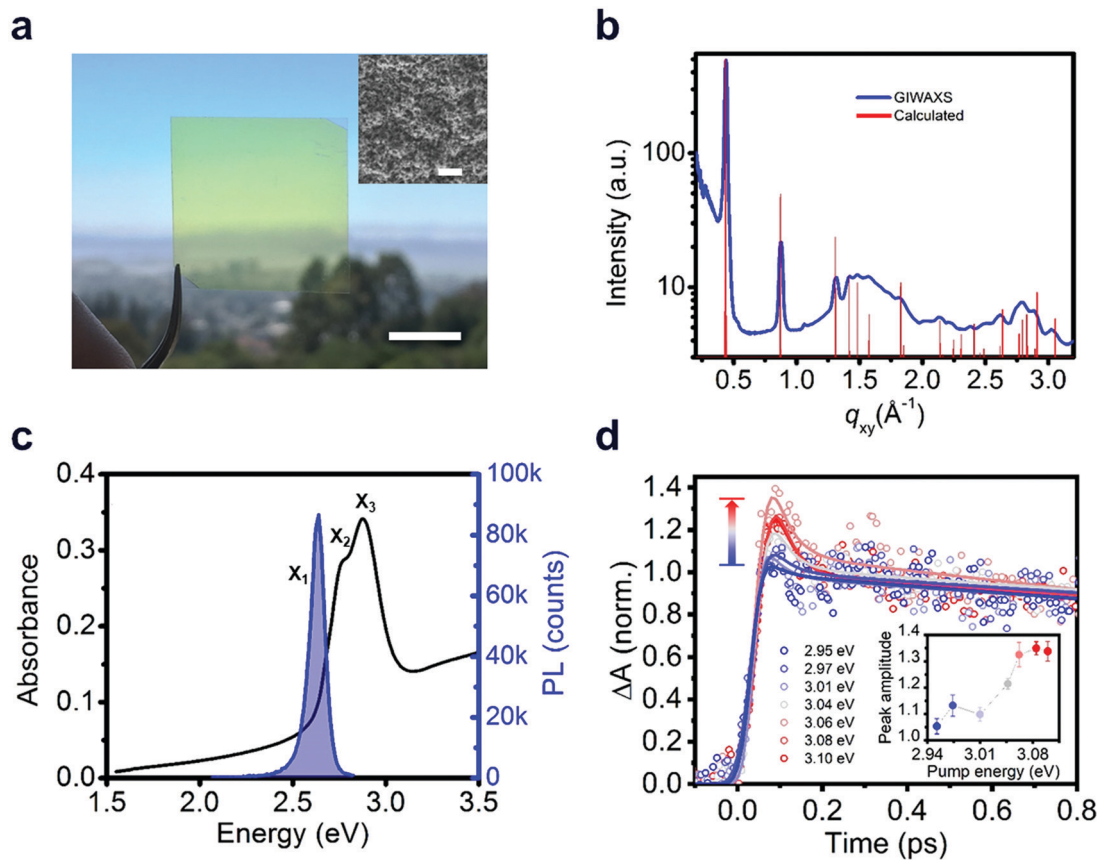 a
b
GIWAXS
Calculated
100
10
Intensity (a.u.)
0.5 1.0 1.5 2.0 2.5 3.0
qxy(Å⁻¹)
c
0.4
0.3
0.2
0.1
0.0
Absorbance
X₁
X₂
X₃
100k
80k
60k
40k
20k
0
PL (counts)
1.5 2.0 2.5 3.0 3.5
Energy (eV)
d
1.4
1.2
1.0
0.8
0.6
0.4
0.2
0.0
ΔA (norm.)
2.95 eV
2.97 eV
3.01 eV
3.04 eV
3.06 eV
3.08 eV
3.10 eV
1.4
1.3
1.2
1.1
1.0
Peak amplitude
2.94 3.01 3.08
Pump energy (eV)
0.0 0.2 0.4 0.6 0.8
Time (ps)